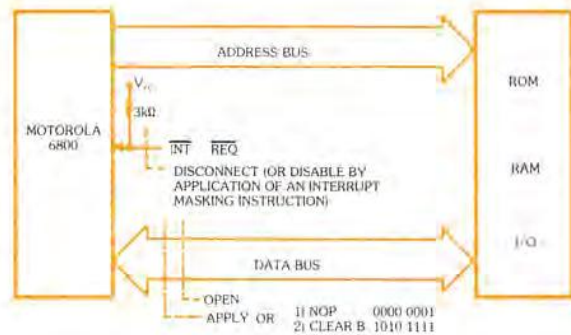 ADDRESS BUS
ROM
V
3kΩ
MOTOROLA
6800
INT REQ
DISCONNECT (OR DISABLE BY
APPLICATION OF AN INTERRUPT
MASKING INSTRUCTION)
RAM
I/O
DATA BUS
OPEN
APPLY OR 1) NOP 0000 0001
2) CLEAR B 1010 1111